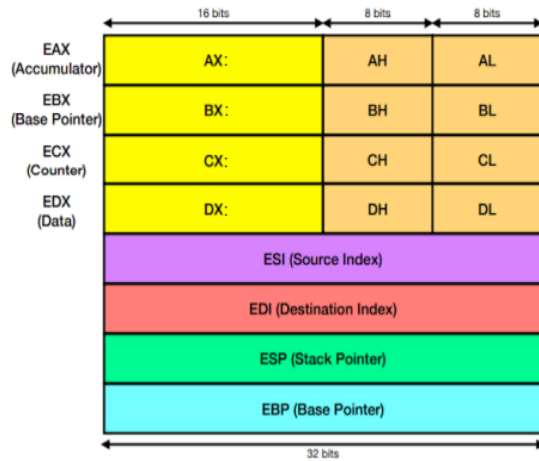 16 bits 8 bits 8 bits
EAX
(Accumulator)
AX: AH AL
EBX
(Base Pointer)
BX: BH BL
ECX
(Counter)
CX: CH CL
EDX
(Data)
DX: DH DL
ESI (Source Index)
EDI (Destination Index)
ESP (Stack Pointer)
EBP (Base Pointer)
32 bits